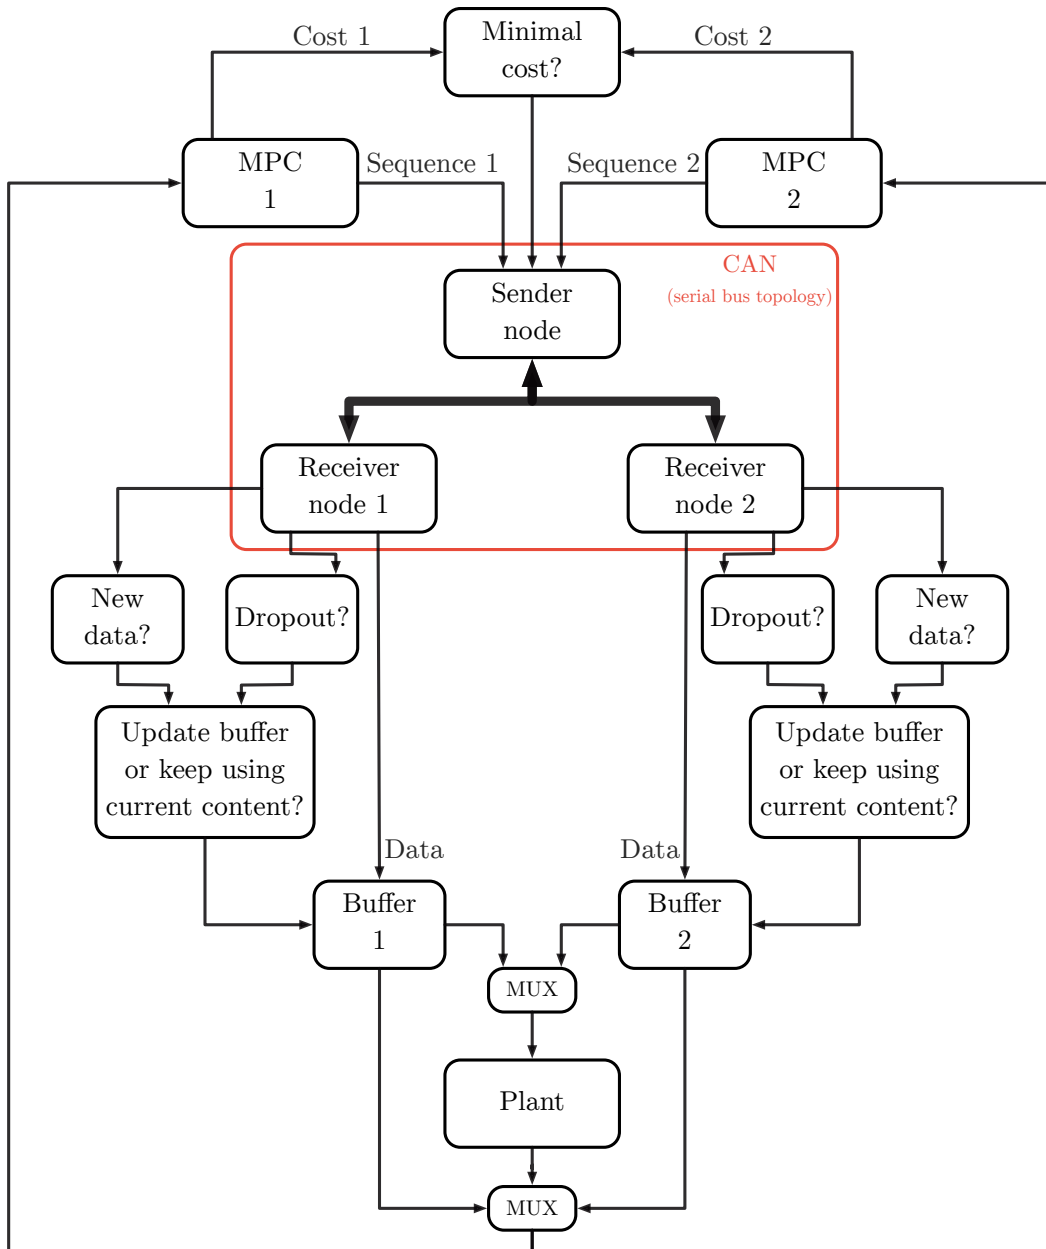 Cost 1
Minimal
cost?
Cost 2
MPC
1
Sequence 1
Sequence 2
MPC
2
CAN
(serial bus topology)
Sender
node
Receiver
node 1
Receiver
node 2
New
data?
Dropout?
Dropout?
New
data?
Update buffer
or keep using
current content?
Update buffer
or keep using
current content?
Data
Data
Buffer
1
Buffer
2
MUX
Plant
MUX